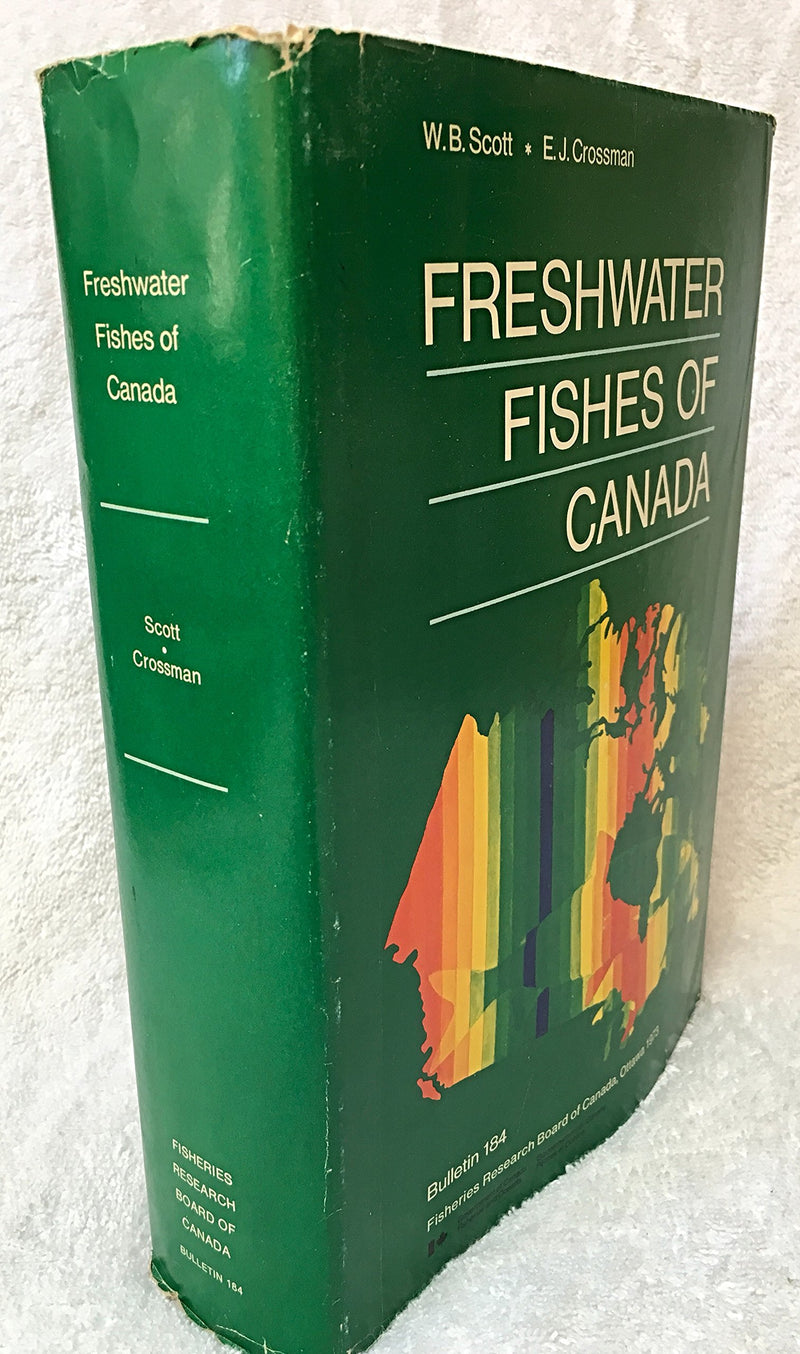 Freshwater
Fishes of
Canada
Scott
•
Crossman
FISHERIES
RESEARCH
BOARD OF
CANADA
BULLETIN 184
W.B. Scott * E.J. Crossman
FRESHWATER
FISHES OF
CANADA
Bulletin 184
Fisheries Research Board of Canada, Ottawa 1973